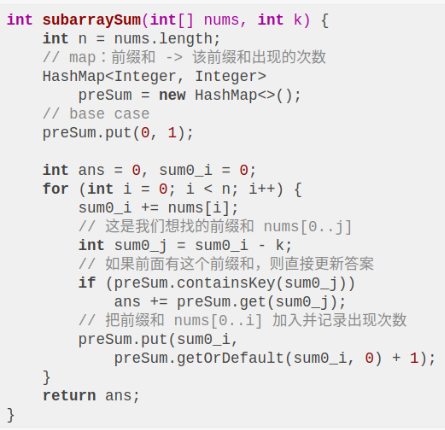 int subarraySum(int[] nums, int k) {
    int n = nums.length;
    // map：前缀和 -> 该前缀和出现的次数
    HashMap<Integer, Integer>
        preSum = new HashMap<>();
    // base case
    preSum.put(0, 1);

    int ans = 0, sum0_i = 0;
    for (int i = 0; i < n; i++) {
        sum0_i += nums[i];
        // 这是我们想找的前缀和 nums[0..j]
        int sum0_j = sum0_i - k;
        // 如果前面有这个前缀和，则直接更新答案
        if (preSum.containsKey(sum0_j))
            ans += preSum.get(sum0_j);
        // 把前缀和 nums[0..i] 加入并记录出现次数
        preSum.put(sum0_i,
            preSum.getOrDefault(sum0_i, 0) + 1);
    }
    return ans;
}